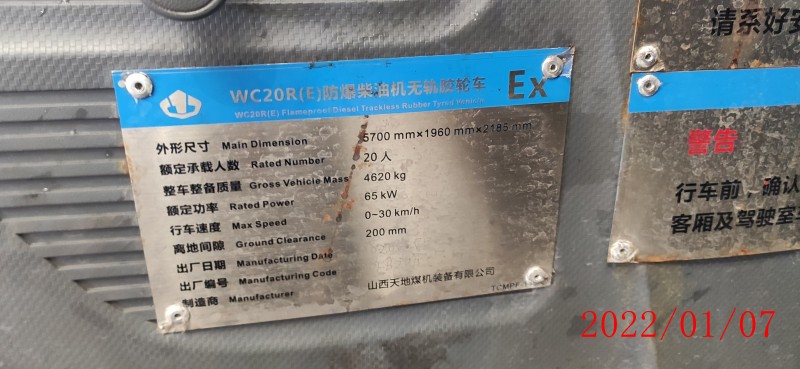 WC20R(E)防爆柴油机无轨胶轮车 Ex
WC20R(E) Flameproof Diesel Trackless Rubber Tyred Vehicle
外形尺寸 Main Dimension 5700 mm×1960 mm×2185 mm
额定承载人数 Rated Number 20 人
整车整备质量 Gross Vehicle Mass 4620 kg
额定功率 Rated Power 65 kW
行车速度 Max Speed 0~30 km/h
离地间隙 Ground Clearance 200 mm
出厂日期 Manufacturing Date
出厂编号 Manufacturing Code
制造商 Manufacturer 山西天地煤机装备有限公司
请系好安
警告
行车前，确认
客厢及驾驶室
2022/01/07